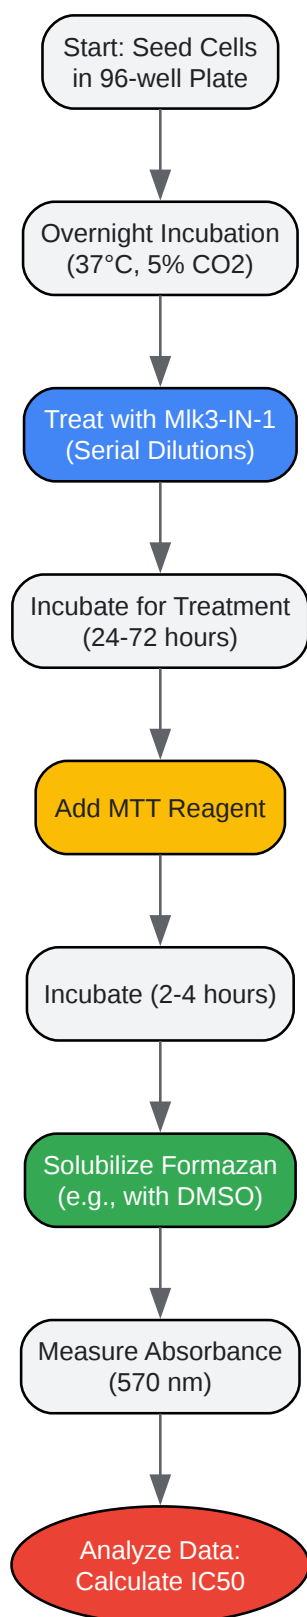 Start: Seed Cells
in 96-well Plate
Overnight Incubation
(37°C, 5% CO2)
Treat with Mlk3-IN-1
(Serial Dilutions)
Incubate for Treatment
(24-72 hours)
Add MTT Reagent
Incubate (2-4 hours)
Solubilize Formazan
(e.g., with DMSO)
Measure Absorbance
(570 nm)
Analyze Data:
Calculate IC50